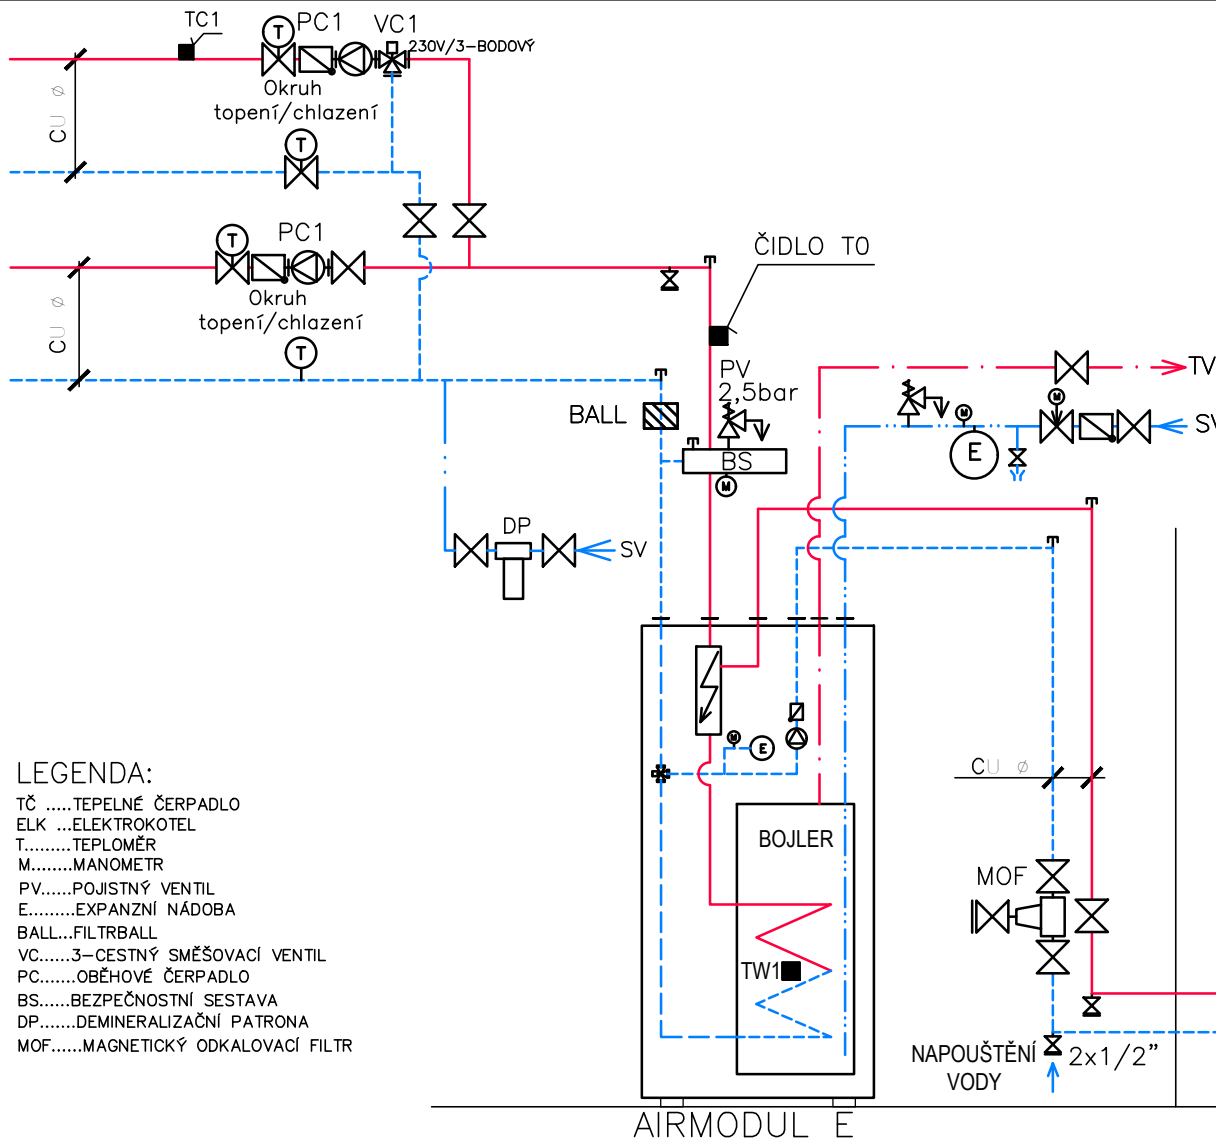 TC1
PC1
VC1
T
230V/3-BODOVÝ
Okruh
topení/chlazení
CU ø
T
PC1
T
ČIDLO T0
Okruh
topení/chlazení
CU ø
T
PV
2,5bar
TV
BALL
M
M
SV
E
BS
M
DP
SV
M
E
LEGENDA:
TČ .....TEPELNÉ ČERPADLO
ELK ...ELEKTROKOTEL
T.........TEPLOMĚR
M........MANOMETR
PV......POJISTNÝ VENTIL
E.........EXPANZNÍ NÁDOBA
BALL...FILTRBALL
VC......3-CESTNÝ SMĚŠOVACÍ VENTIL
PC.......OBĚHOVÉ ČERPADLO
BS......BEZPEČNOSTNÍ SESTAVA
DP.......DEMINERALIZAČNÍ PATRONA
MOF......MAGNETICKÝ ODKALOVACÍ FILTR
CU ø
BOJLER
MOF
TW1
NAPOUŠTĚNÍ
VODY
2x1/2"
AIRMODUL E